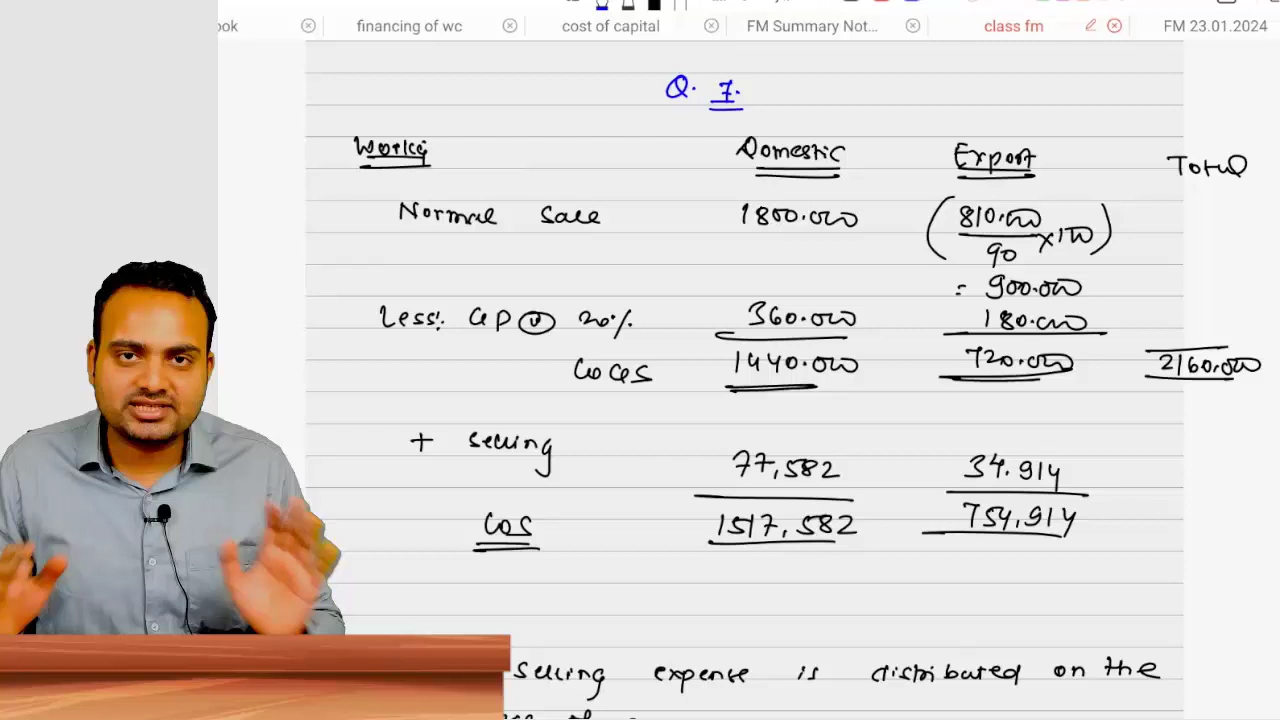 ook financing of wc cost of capital FM Summary Not... class fm FM 23.01.2024
Q. 7.
Working Domestic Export Total
Normal Sale 1800.000 (810.000/90 ×100)
= 900.000
Less: GP @ 20% 360.000 180.000
COGS 1440.000 720.000 2160.000
+ Selling 77,582 34.914
COS 1517,582 754,914
Selling expense is distributed on the